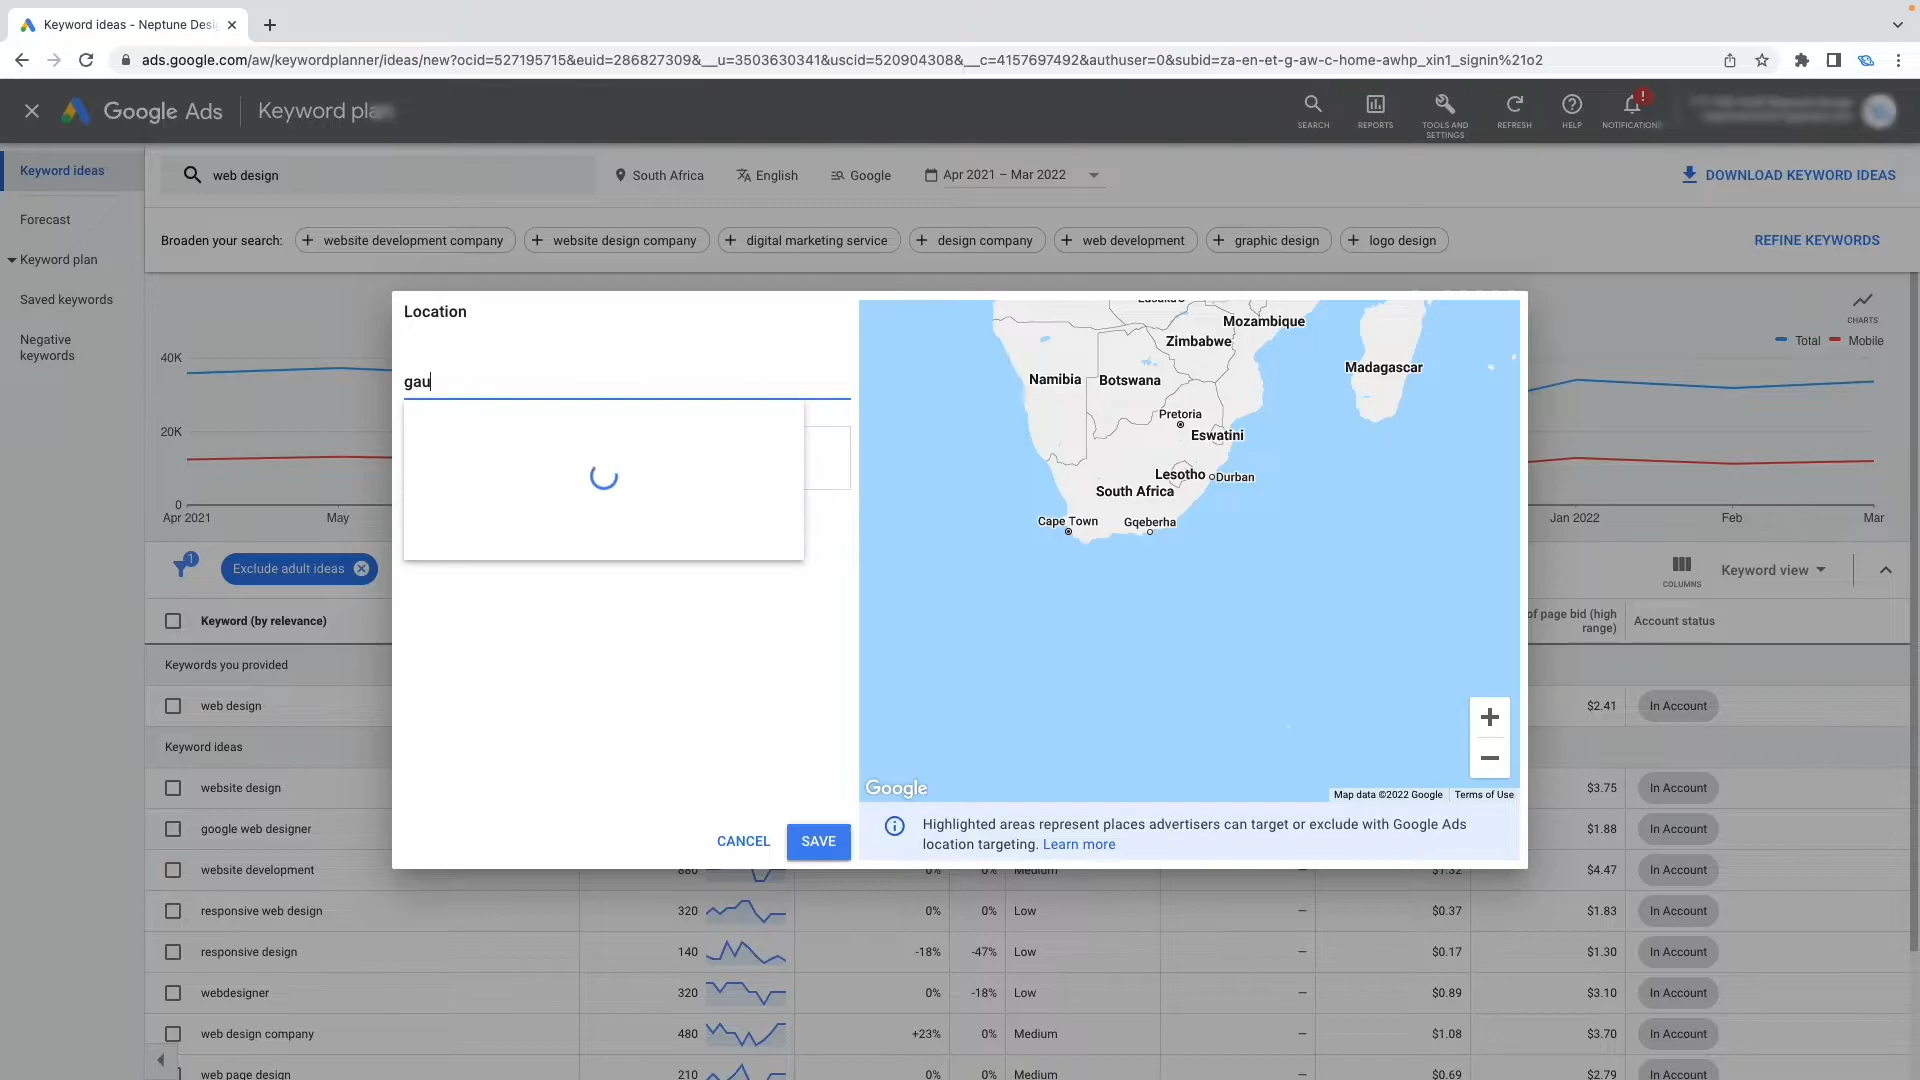 Keyword ideas - Neptune Desi
ads.google.com/aw/keywordplanner/ideas/new?ocid=527195715&euid=286827309&__u=3503630341&uscid=520904308&__c=4157697492&authuser=0&subid=za-en-et-g-aw-c-home-awhp_xin1_signin%21o2
Google Ads
Keyword plan
SEARCH
REPORTS
TOOLS AND
SETTINGS
REFRESH
HELP
!
NOTIFICATIONS
Keyword ideas
Forecast
Keyword plan
Saved keywords
Negative
keywords
web design
South Africa
English
Google
Apr 2021 – Mar 2022
DOWNLOAD KEYWORD IDEAS
Broaden your search:
website development company
website design company
digital marketing service
design company
web development
graphic design
logo design
REFINE KEYWORDS
CHARTS
Total
Mobile
40K
20K
0
Apr 2021
May
Jan 2022
Feb
Mar
Location
gau
CANCEL
SAVE
Lusaka
Mozambique
Zimbabwe
Madagascar
Namibia
Botswana
Pretoria
Eswatini
Lesotho
Durban
South Africa
Cape Town
Gqeberha
Google
Map data ©2022 Google
Terms of Use
Highlighted areas represent places advertisers can target or exclude with Google Ads
location targeting. Learn more
1
Exclude adult ideas
COLUMNS
Keyword view
Keyword (by relevance)
of page bid (high
range)
Account status
Keywords you provided
web design $2.41 In Account
Keyword ideas
website design $3.75 In Account
google web designer $1.88 In Account
website development 880 0% 0% Medium – $1.32 $4.47 In Account
responsive web design 320 0% 0% Low – $0.37 $1.83 In Account
responsive design 140 -18% -47% Low – $0.17 $1.30 In Account
webdesigner 320 0% -18% Low – $0.89 $3.10 In Account
web design company 480 +23% 0% Medium – $1.08 $3.70 In Account
web page design 210 0% 0% Medium – $0.69 $2.79 In Account